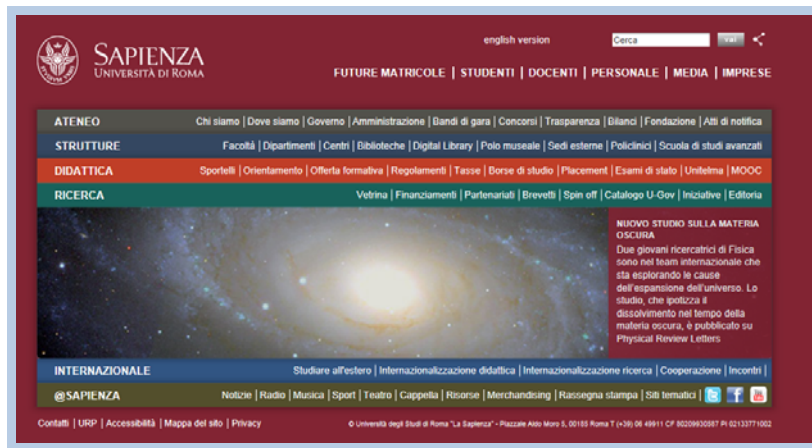 english version
Cerca
vai
SAPIENZA
UNIVERSITÀ DI ROMA
FUTURE MATRICOLE | STUDENTI | DOCENTI | PERSONALE | MEDIA | IMPRESE
ATENEO Chi siamo | Dove siamo | Governo | Amministrazione | Bandi di gara | Concorsi | Trasparenza | Bilanci | Fondazione | Atti di notifica
STRUTTURE Facoltà | Dipartimenti | Centri | Biblioteche | Digital Library | Polo museale | Sedi esterne | Policlinici | Scuola di studi avanzati
DIDATTICA Sportelli | Orientamento | Offerta formativa | Regolamenti | Tasse | Borse di studio | Placement | Esami di stato | Unitelma | MOOC
RICERCA Vetrina | Finanziamenti | Partenariati | Brevetti | Spin off | Catalogo U-Gov | Iniziative | Editoria
NUOVO STUDIO SULLA MATERIA
OSCURA
Due giovani ricercatrici di Fisica
sono nel team internazionale che
sta esplorando le cause
dell'espansione dell'universo. Lo
studio, che ipotizza il
dissolvimento nel tempo della
materia oscura, è pubblicato su
Physical Review Letters
INTERNAZIONALE Studiare all'estero | Internazionalizzazione didattica | Internazionalizzazione ricerca | Cooperazione | Incontri |
@SAPIENZA Notizie | Radio | Musica | Sport | Teatro | Cappella | Risorse | Merchandising | Rassegna stampa | Siti tematici |
Contatti | URP | Accessibilità | Mappa del sito | Privacy
© Università degli Studi di Roma "La Sapienza" - Piazzale Aldo Moro 5, 00185 Roma T (+39) 06 49911 CF 80209930587 PI 02133771002